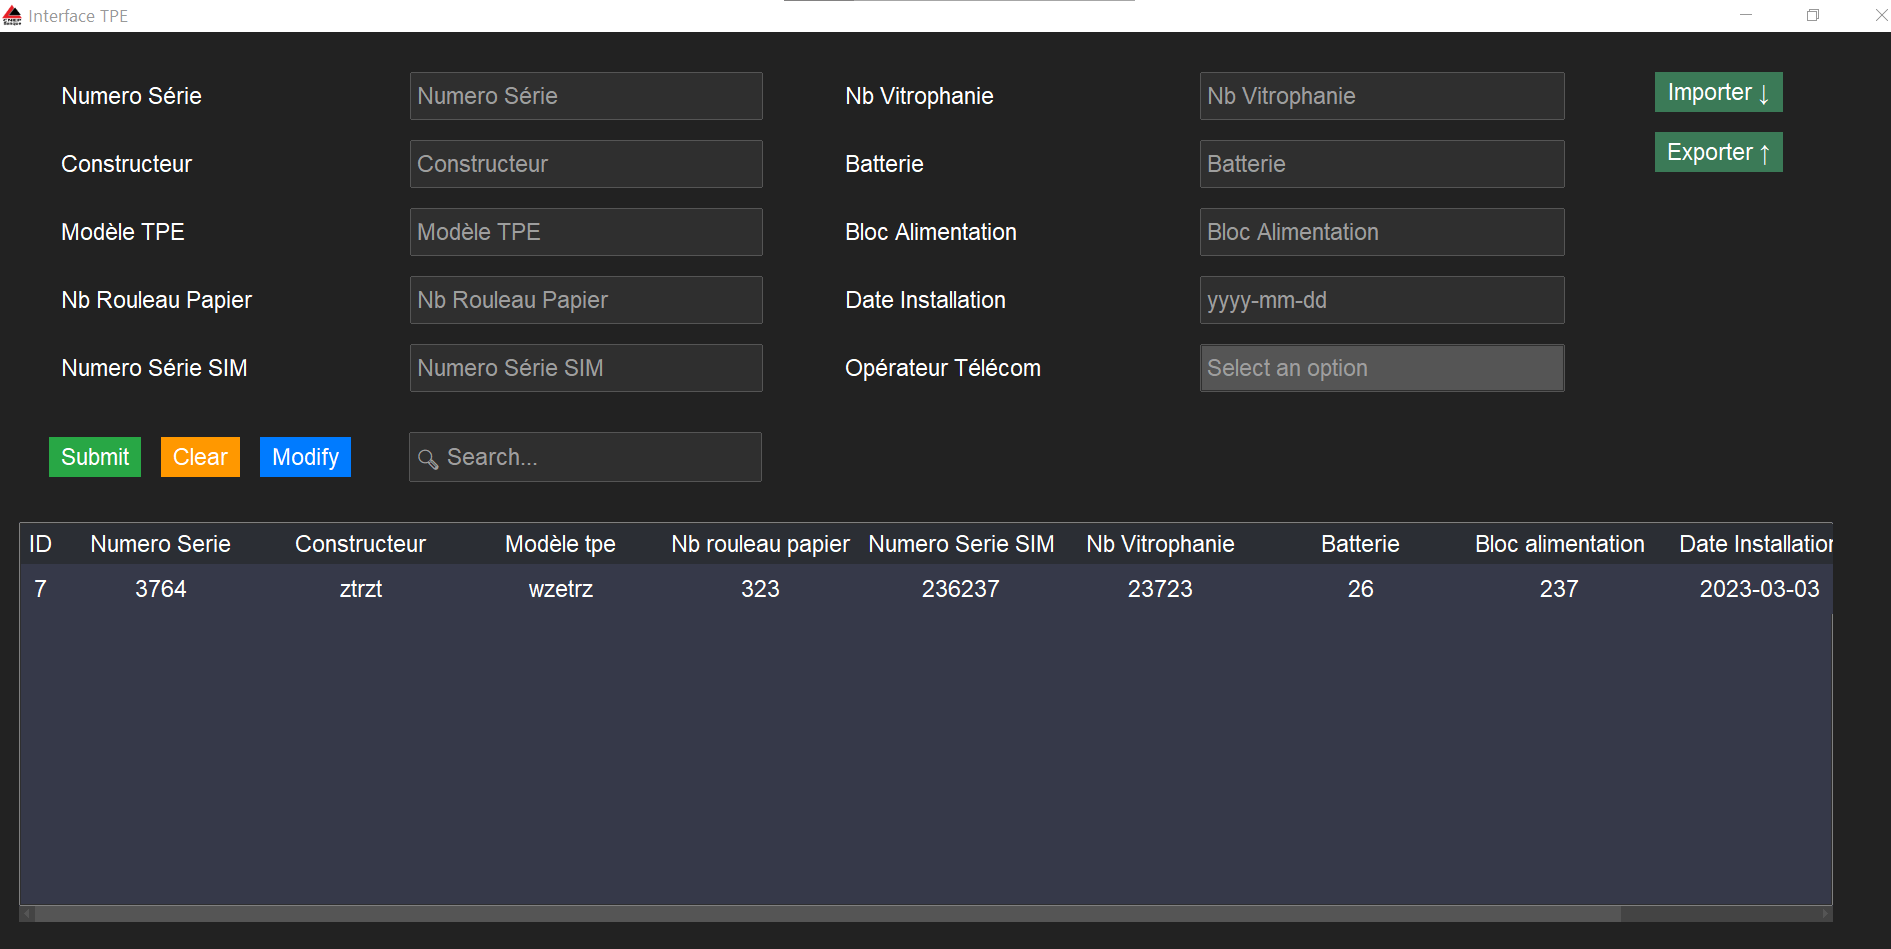 CNEP
Banque
Interface TPE
Numero Série Numero Série Nb Vitrophanie Nb Vitrophanie Importer ↓
Constructeur Constructeur Batterie Batterie Exporter ↑
Modèle TPE Modèle TPE Bloc Alimentation Bloc Alimentation
Nb Rouleau Papier Nb Rouleau Papier Date Installation yyyy-mm-dd
Numero Série SIM Numero Série SIM Opérateur Télécom Select an option
Submit Clear Modify Search...
ID Numero Serie Constructeur Modèle tpe Nb rouleau papier Numero Serie SIM Nb Vitrophanie Batterie Bloc alimentation Date Installation
7 3764 ztrzt wzetrz 323 236237 23723 26 237 2023-03-03